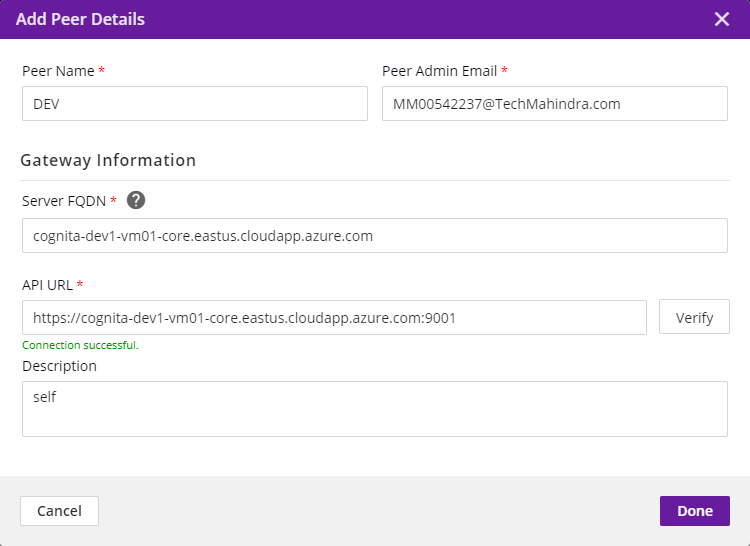 Add Peer Details
Peer Name * Peer Admin Email *
DEV MM00542237@TechMahindra.com
Gateway Information
Server FQDN * ?
cognita-dev1-vm01-core.eastus.cloudapp.azure.com
API URL *
https://cognita-dev1-vm01-core.eastus.cloudapp.azure.com:9001 Verify
Connection successful.
Description
self
Cancel Done